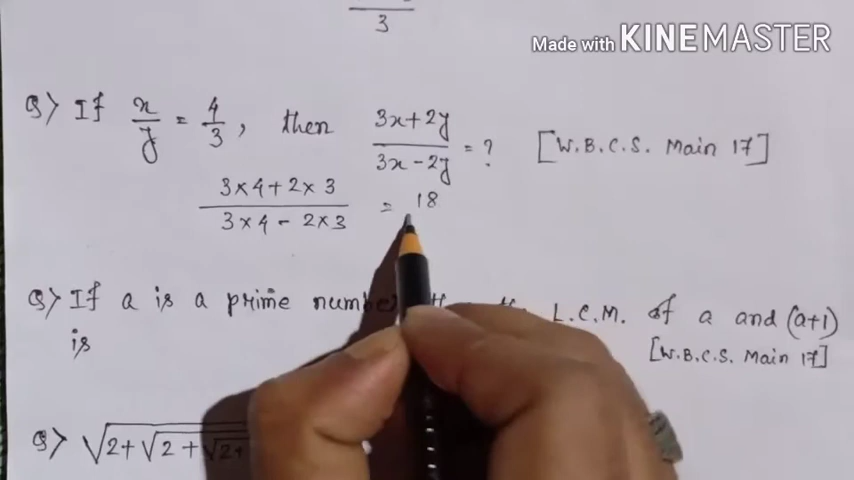 3
Made with KINEMASTER
Q> If x/y = 4/3, then 3x+2y/3x-2y = ? [W.B.C.S. Main 17]
3×4+2×3/3×4-2×3 = 18
Q> If a is a prime number L.C.M. of a and (a+1)
is [W.B.C.S. Main 17]
Q> √2+√2+√2+